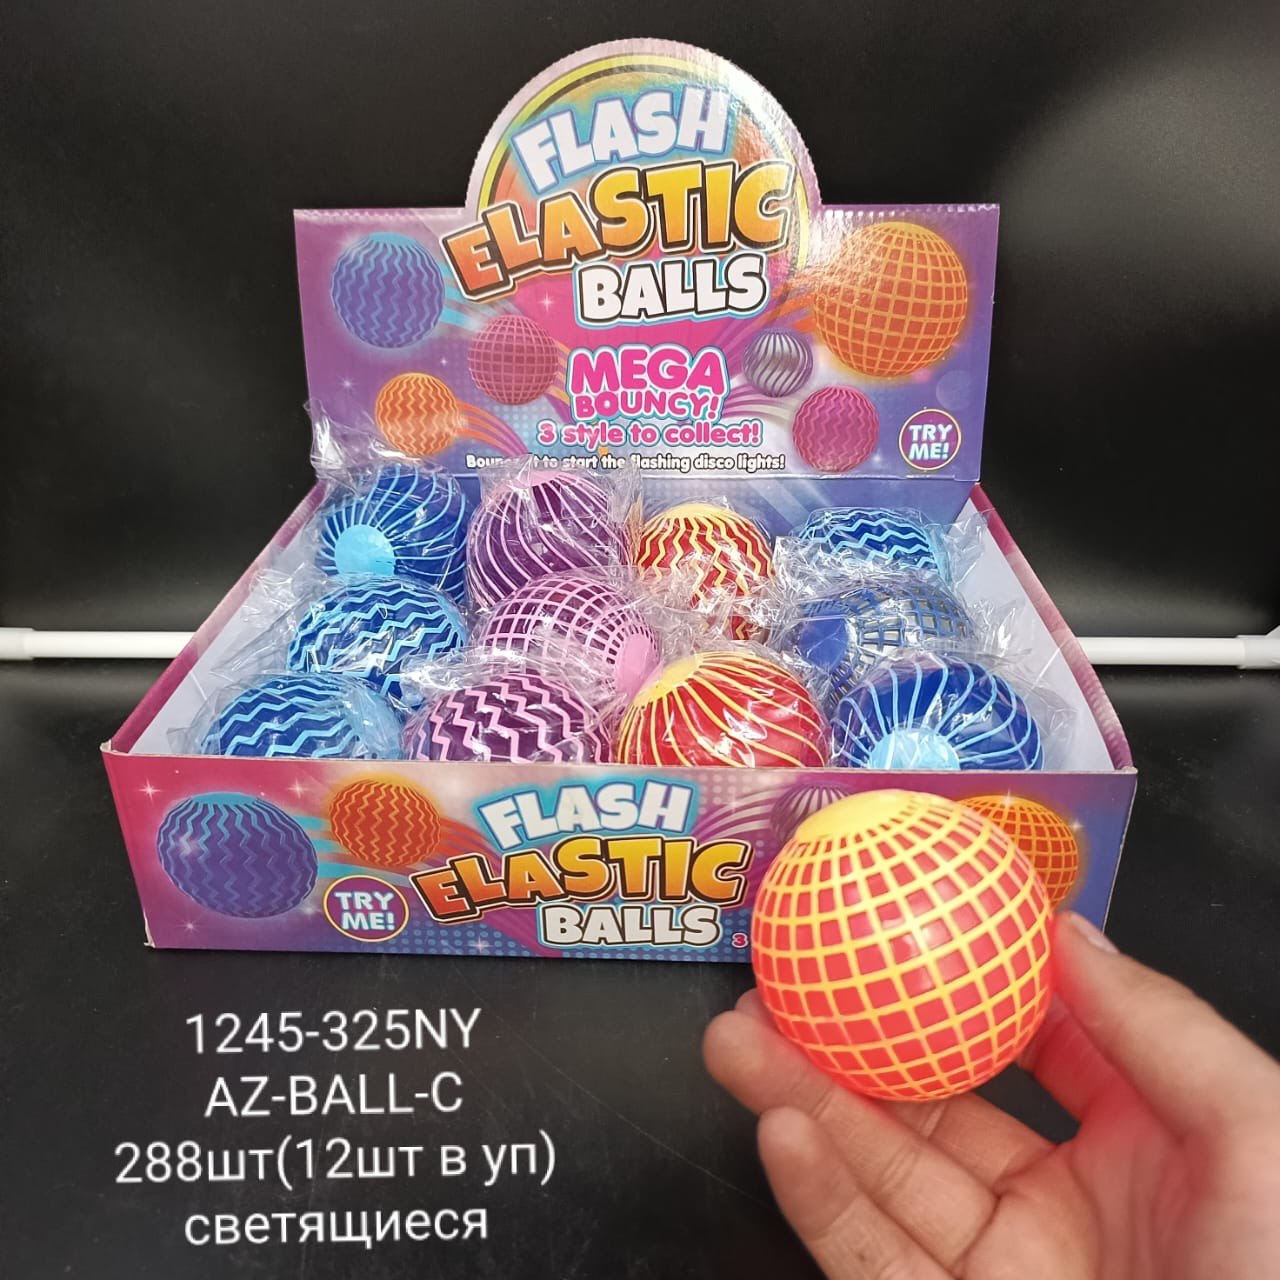 FLASH
ELASTIC
BALLS
MEGA
BOUNCY!
3 style to collect!
to start the flashing disco lights!
TRY
ME!
FLASH
ELASTIC
BALLS
3
TRY
ME!
1245-325NY
AZ-BALL-C
288шт(12шт в уп)
светящиеся